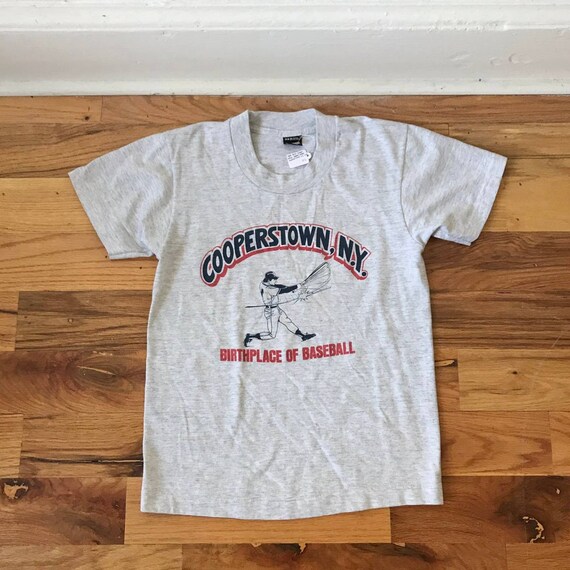 COOPERSTOWN, N.Y.
BIRTHPLACE OF BASEBALL